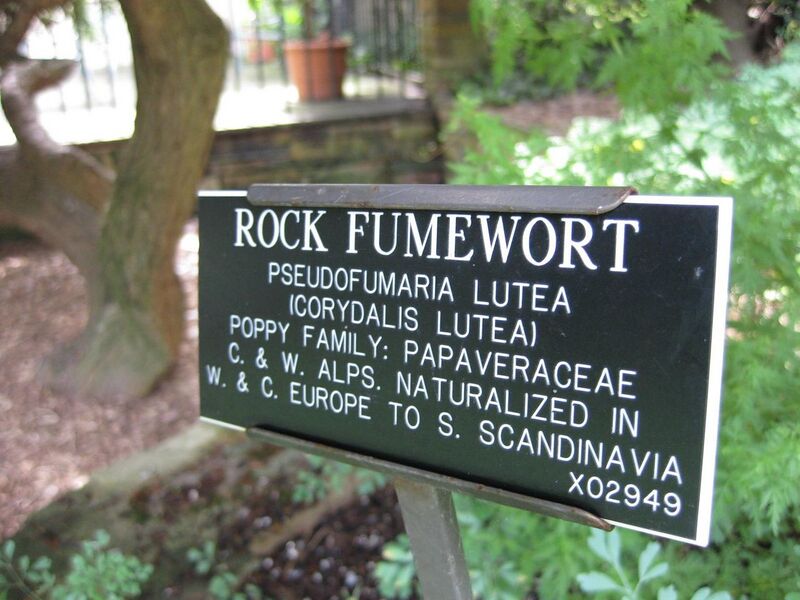 ROCK FUMEWORT
PSEUDOFUMARIA LUTEA
(CORYDALIS LUTEA)
POPPY FAMILY: PAPAVERACEAE
C. & W. ALPS. NATURALIZED IN
W. & C. EUROPE TO S. SCANDINAVIA
X02949